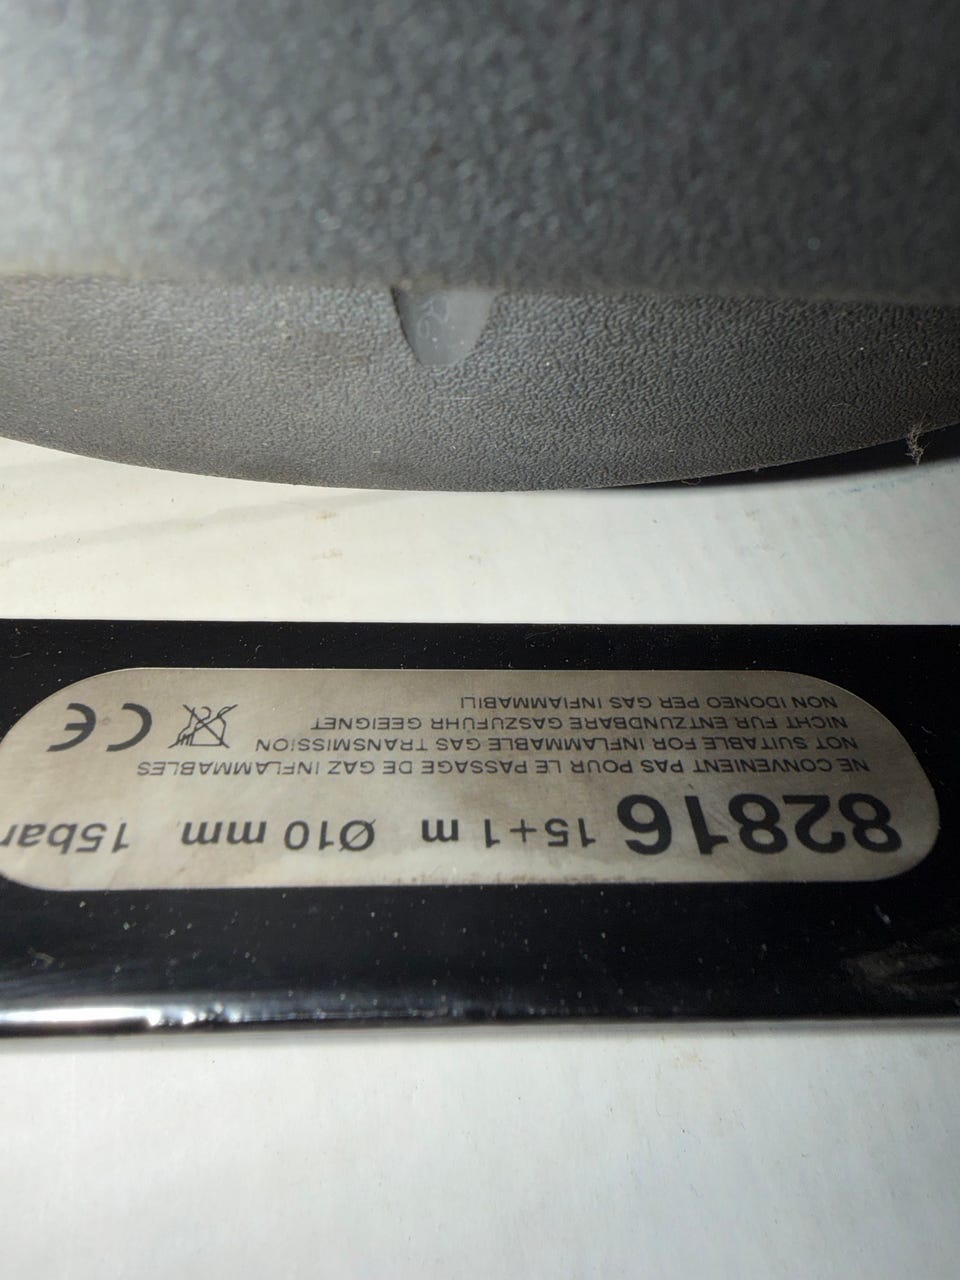 82816 15+1 m Ø10 mm 15bar
NE CONVENIENT PAS POUR LE PASSAGE DE GAZ INFLAMMABLES
NOT SUITABLE FOR INFLAMMABLE GAS TRANSMISSION
NICHT FUR ENTZUNDBARE GASZUFUHR GEEIGNET
NON IDONEO PER GAS INFIAMMABILI
CE